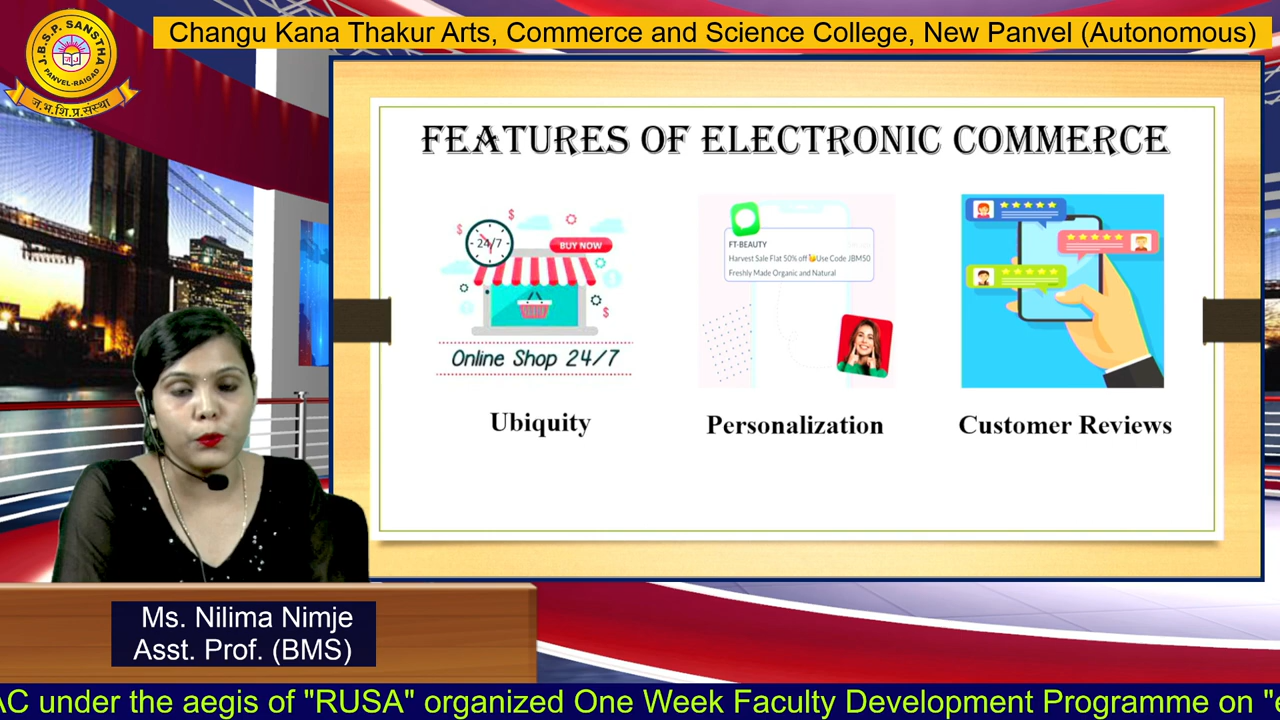 J.B.S.P. SANSTHA
PANVEL-RAIGAD
ज.भ.शि.प्र.संस्था
Changu Kana Thakur Arts, Commerce and Science College, New Panvel (Autonomous)
FEATURES OF ELECTRONIC COMMERCE
24/7
BUY NOW
Online Shop 24/7
FT-BEAUTY
Harvest Sale Flat 50% off Use Code JBM50
Freshly Made Organic and Natural
Ubiquity
Personalization
Customer Reviews
Ms. Nilima Nimje
Asst. Prof. (BMS)
AC under the aegis of "RUSA" organized One Week Faculty Development Programme on "